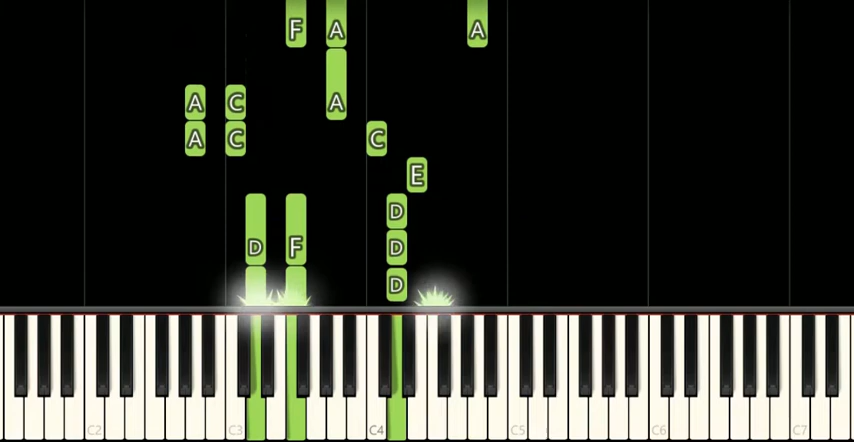 F A A
A C A
A C C
E
D
D F D
D
C2 C3 C4 C5 C6 C7